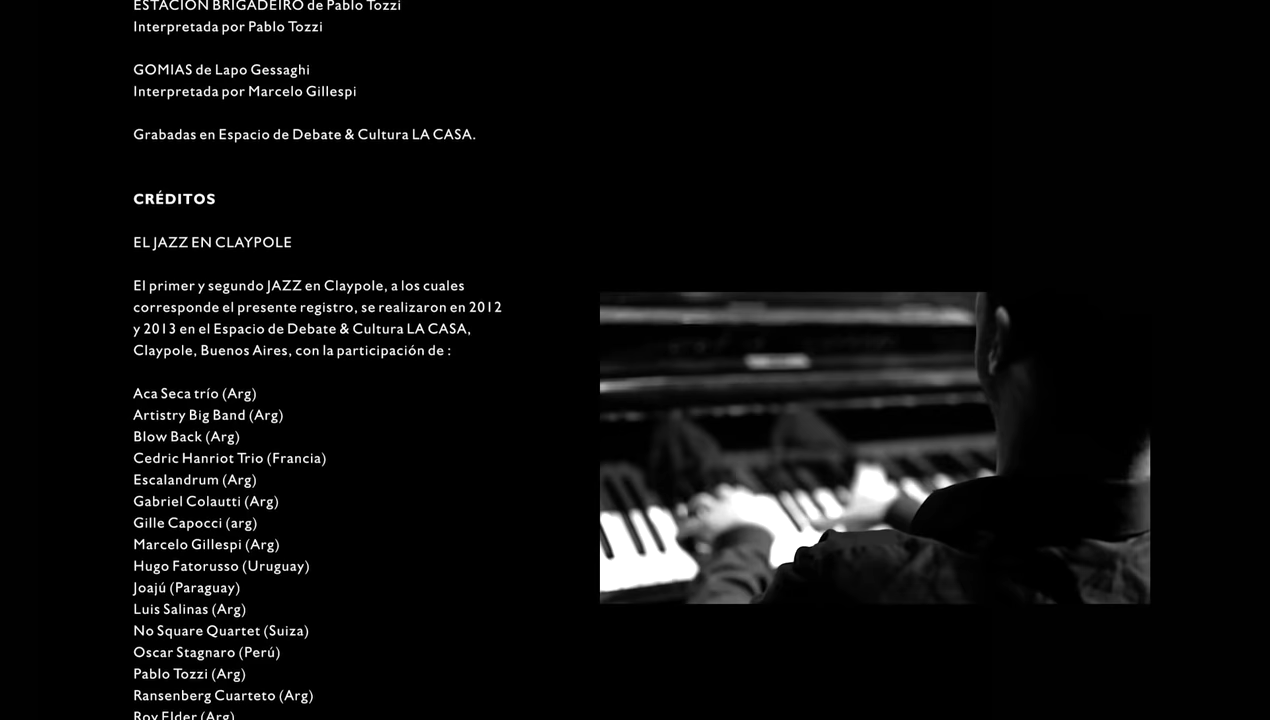 ESTACIÓN BRIGADEIRO de Pablo Tozzi
Interpretada por Pablo Tozzi
GOMIAS de Lapo Gessaghi
Interpretada por Marcelo Gillespi
Grabadas en Espacio de Debate & Cultura LA CASA.
CRÉDITOS
EL JAZZ EN CLAYPOLE
El primer y segundo JAZZ en Claypole, a los cuales
corresponde el presente registro, se realizaron en 2012
y 2013 en el Espacio de Debate & Cultura LA CASA,
Claypole, Buenos Aires, con la participación de :
Aca Seca trío (Arg)
Artistry Big Band (Arg)
Blow Back (Arg)
Cedric Hanriot Trio (Francia)
Escalandrum (Arg)
Gabriel Colautti (Arg)
Gille Capocci (arg)
Marcelo Gillespi (Arg)
Hugo Fatorusso (Uruguay)
Joajú (Paraguay)
Luis Salinas (Arg)
No Square Quartet (Suiza)
Oscar Stagnaro (Perú)
Pablo Tozzi (Arg)
Ransenberg Cuarteto (Arg)
Roy Elder (Arg)